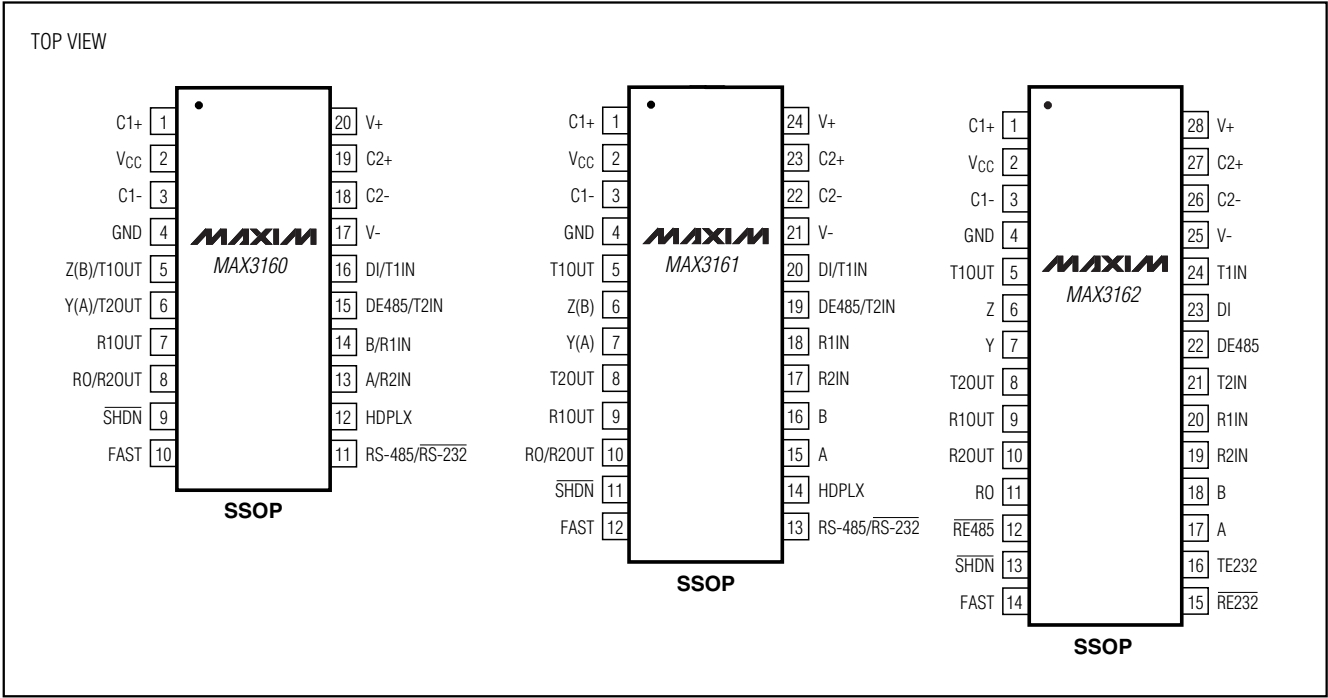 TOP VIEW
C1+ 1
VCC 2
C1- 3
GND 4
Z(B)/T1OUT 5
Y(A)/T2OUT 6
R1OUT 7
RO/R2OUT 8
SHDN 9
FAST 10
MAXIM
MAX3160
20 V+
19 C2+
18 C2-
17 V-
16 DI/T1IN
15 DE485/T2IN
14 B/R1IN
13 A/R2IN
12 HDPLX
11 RS-485/RS-232
SSOP
C1+ 1
VCC 2
C1- 3
GND 4
T1OUT 5
Z(B) 6
Y(A) 7
T2OUT 8
R1OUT 9
RO/R2OUT 10
SHDN 11
FAST 12
MAXIM
MAX3161
24 V+
23 C2+
22 C2-
21 V-
20 DI/T1IN
19 DE485/T2IN
18 R1IN
17 R2IN
16 B
15 A
14 HDPLX
13 RS-485/RS-232
SSOP
C1+ 1
VCC 2
C1- 3
GND 4
T1OUT 5
Z 6
Y 7
T2OUT 8
R1OUT 9
R2OUT 10
RO 11
RE485 12
SHDN 13
FAST 14
MAXIM
MAX3162
28 V+
27 C2+
26 C2-
25 V-
24 T1IN
23 DI
22 DE485
21 T2IN
20 R1IN
19 R2IN
18 B
17 A
16 TE232
15 RE232
SSOP